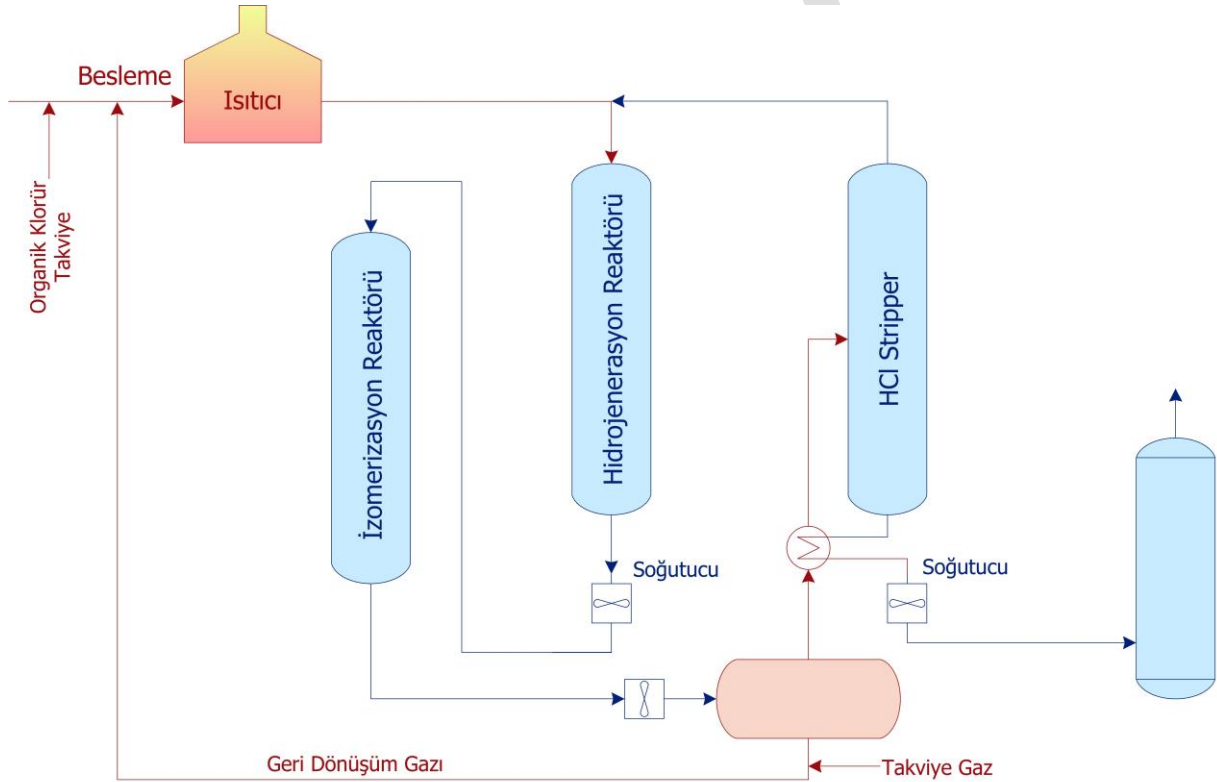 Besleme
Isıtıcı
Organik Klorür
Takviye
İzomerizasyon Reaktörü
Hidrojenerasyon Reaktörü
HCl Stripper
Soğutucu
Soğutucu
Geri Dönüşüm Gazı
Takviye Gaz